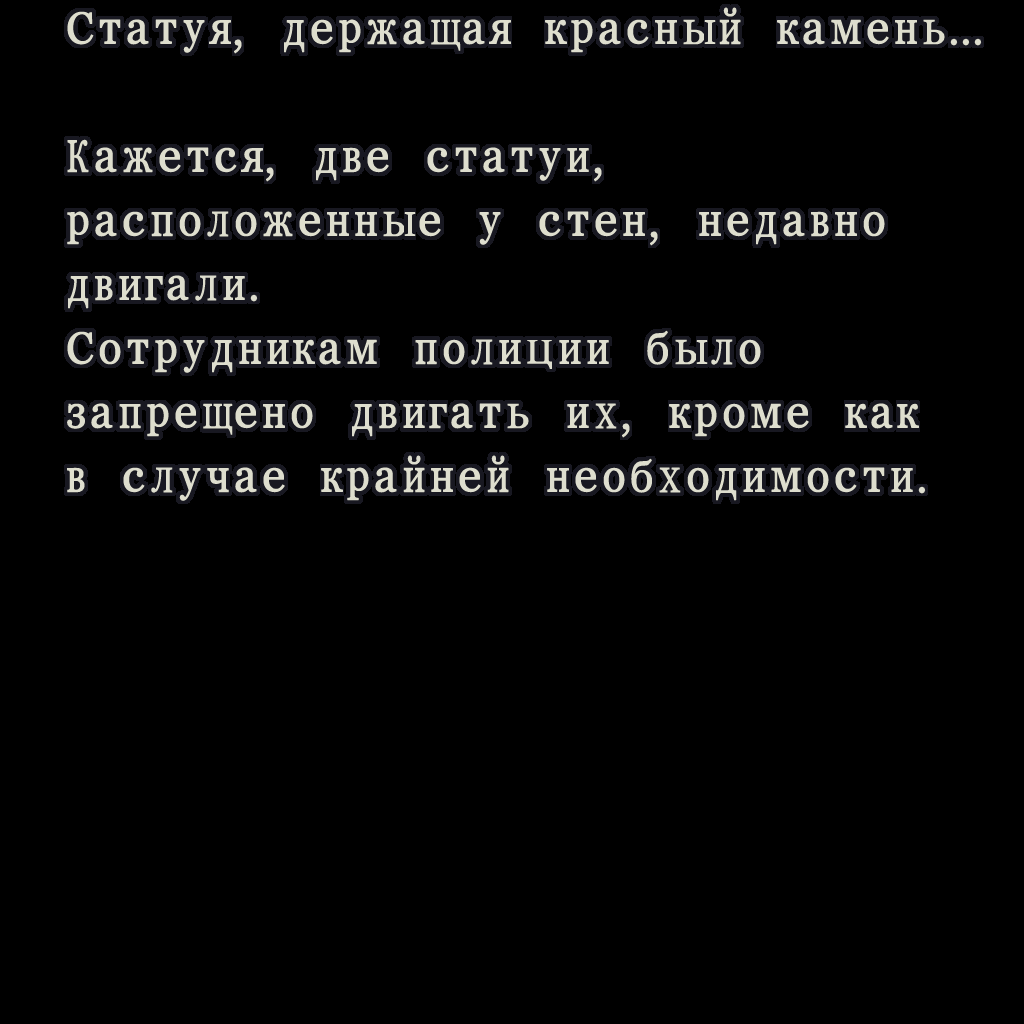 Статуя, держащая красный камень...
Кажется, две статуи,
расположенные у стен, недавно
двигали.
Сотрудникам полиции было
запрещено двигать их, кроме как
в случае крайней необходимости.